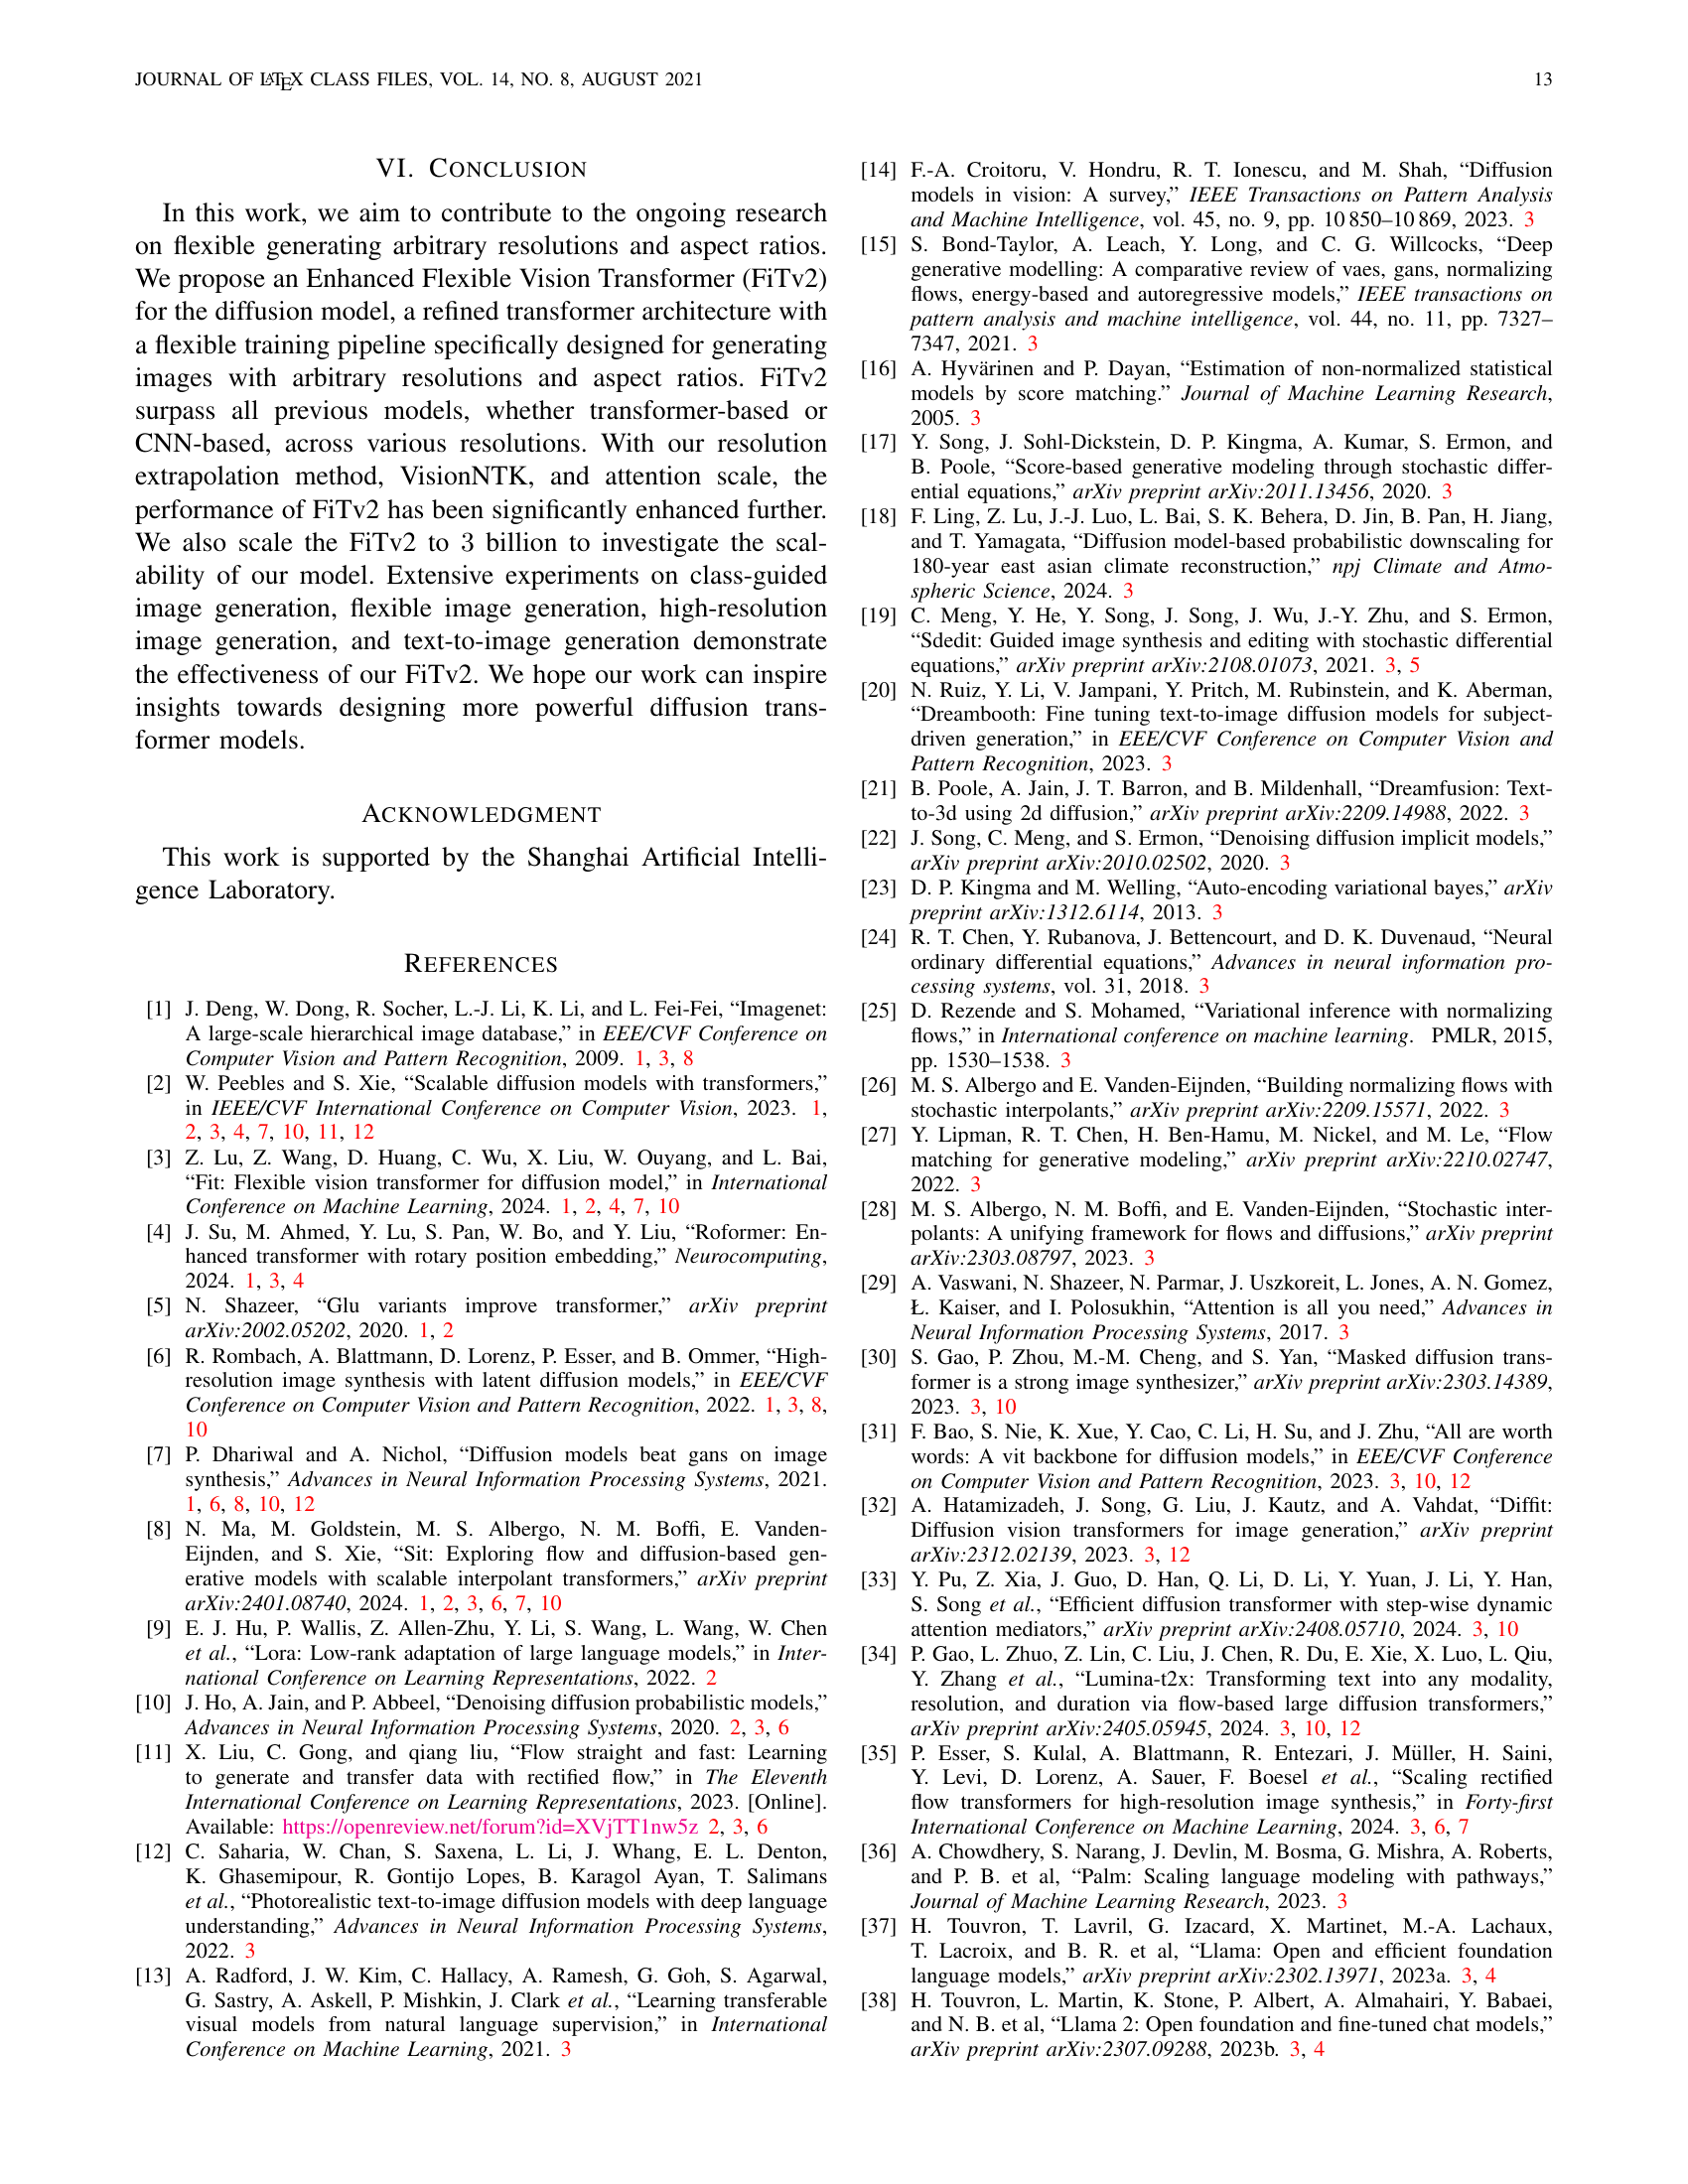 JOURNAL OF LATEX CLASS FILES, VOL. 14, NO. 8, AUGUST 2021
13
VI. CONCLUSION
In this work, we aim to contribute to the ongoing research
on flexible generating arbitrary resolutions and aspect ratios.
We propose an Enhanced Flexible Vision Transformer (FiTv2)
for the diffusion model, a refined transformer architecture with
a flexible training pipeline specifically designed for generating
images with arbitrary resolutions and aspect ratios. FiTv2
surpass all previous models, whether transformer-based or
CNN-based, across various resolutions. With our resolution
extrapolation method, VisionNTK, and attention scale, the
performance of FiTv2 has been significantly enhanced further.
We also scale the FiTv2 to 3 billion to investigate the scal-
ability of our model. Extensive experiments on class-guided
image generation, flexible image generation, high-resolution
image generation, and text-to-image generation demonstrate
the effectiveness of our FiTv2. We hope our work can inspire
insights towards designing more powerful diffusion trans-
former models.
ACKNOWLEDGMENT
This work is supported by the Shanghai Artificial Intelli-
gence Laboratory.
REFERENCES
[1] J. Deng, W. Dong, R. Socher, L.-J. Li, K. Li, and L. Fei-Fei, “Imagenet:
A large-scale hierarchical image database,” in EEE/CVF Conference on
Computer Vision and Pattern Recognition, 2009. 1, 3, 8
[2] W. Peebles and S. Xie, “Scalable diffusion models with transformers,”
in IEEE/CVF International Conference on Computer Vision, 2023. 1,
2, 3, 4, 7, 10, 11, 12
[3] Z. Lu, Z. Wang, D. Huang, C. Wu, X. Liu, W. Ouyang, and L. Bai,
“Fit: Flexible vision transformer for diffusion model,” in International
Conference on Machine Learning, 2024. 1, 2, 4, 7, 10
[4] J. Su, M. Ahmed, Y. Lu, S. Pan, W. Bo, and Y. Liu, “Roformer: En-
hanced transformer with rotary position embedding,” Neurocomputing,
2024. 1, 3, 4
[5] N. Shazeer, “Glu variants improve transformer,” arXiv preprint
arXiv:2002.05202, 2020. 1, 2
[6] R. Rombach, A. Blattmann, D. Lorenz, P. Esser, and B. Ommer, “High-
resolution image synthesis with latent diffusion models,” in EEE/CVF
Conference on Computer Vision and Pattern Recognition, 2022. 1, 3, 8,
10
[7] P. Dhariwal and A. Nichol, “Diffusion models beat gans on image
synthesis,” Advances in Neural Information Processing Systems, 2021.
1, 6, 8, 10, 12
[8] N. Ma, M. Goldstein, M. S. Albergo, N. M. Boffi, E. Vanden-
Eijnden, and S. Xie, “Sit: Exploring flow and diffusion-based gen-
erative models with scalable interpolant transformers,” arXiv preprint
arXiv:2401.08740, 2024. 1, 2, 3, 6, 7, 10
[9] E. J. Hu, P. Wallis, Z. Allen-Zhu, Y. Li, S. Wang, L. Wang, W. Chen
et al., “Lora: Low-rank adaptation of large language models,” in Inter-
national Conference on Learning Representations, 2022. 2
[10] J. Ho, A. Jain, and P. Abbeel, “Denoising diffusion probabilistic models,”
Advances in Neural Information Processing Systems, 2020. 2, 3, 6
[11] X. Liu, C. Gong, and qiang liu, “Flow straight and fast: Learning
to generate and transfer data with rectified flow,” in The Eleventh
International Conference on Learning Representations, 2023. [Online].
Available: https://openreview.net/forum?id=XVjTT1nw5z 2, 3, 6
[12] C. Saharia, W. Chan, S. Saxena, L. Li, J. Whang, E. L. Denton,
K. Ghasemipour, R. Gontijo Lopes, B. Karagol Ayan, T. Salimans
et al., “Photorealistic text-to-image diffusion models with deep language
understanding,” Advances in Neural Information Processing Systems,
2022. 3
[13] A. Radford, J. W. Kim, C. Hallacy, A. Ramesh, G. Goh, S. Agarwal,
G. Sastry, A. Askell, P. Mishkin, J. Clark et al., “Learning transferable
visual models from natural language supervision,” in International
Conference on Machine Learning, 2021. 3
[14] F.-A. Croitoru, V. Hondru, R. T. Ionescu, and M. Shah, “Diffusion
models in vision: A survey,” IEEE Transactions on Pattern Analysis
and Machine Intelligence, vol. 45, no. 9, pp. 10 850–10 869, 2023. 3
[15] S. Bond-Taylor, A. Leach, Y. Long, and C. G. Willcocks, “Deep
generative modelling: A comparative review of vaes, gans, normalizing
flows, energy-based and autoregressive models,” IEEE transactions on
pattern analysis and machine intelligence, vol. 44, no. 11, pp. 7327–
7347, 2021. 3
[16] A. Hyvärinen and P. Dayan, “Estimation of non-normalized statistical
models by score matching.” Journal of Machine Learning Research,
2005. 3
[17] Y. Song, J. Sohl-Dickstein, D. P. Kingma, A. Kumar, S. Ermon, and
B. Poole, “Score-based generative modeling through stochastic differ-
ential equations,” arXiv preprint arXiv:2011.13456, 2020. 3
[18] F. Ling, Z. Lu, J.-J. Luo, L. Bai, S. K. Behera, D. Jin, B. Pan, H. Jiang,
and T. Yamagata, “Diffusion model-based probabilistic downscaling for
180-year east asian climate reconstruction,” npj Climate and Atmo-
spheric Science, 2024. 3
[19] C. Meng, Y. He, Y. Song, J. Song, J. Wu, J.-Y. Zhu, and S. Ermon,
“Sdedit: Guided image synthesis and editing with stochastic differential
equations,” arXiv preprint arXiv:2108.01073, 2021. 3, 5
[20] N. Ruiz, Y. Li, V. Jampani, Y. Pritch, M. Rubinstein, and K. Aberman,
“Dreambooth: Fine tuning text-to-image diffusion models for subject-
driven generation,” in EEE/CVF Conference on Computer Vision and
Pattern Recognition, 2023. 3
[21] B. Poole, A. Jain, J. T. Barron, and B. Mildenhall, “Dreamfusion: Text-
to-3d using 2d diffusion,” arXiv preprint arXiv:2209.14988, 2022. 3
[22] J. Song, C. Meng, and S. Ermon, “Denoising diffusion implicit models,”
arXiv preprint arXiv:2010.02502, 2020. 3
[23] D. P. Kingma and M. Welling, “Auto-encoding variational bayes,” arXiv
preprint arXiv:1312.6114, 2013. 3
[24] R. T. Chen, Y. Rubanova, J. Bettencourt, and D. K. Duvenaud, “Neural
ordinary differential equations,” Advances in neural information pro-
cessing systems, vol. 31, 2018. 3
[25] D. Rezende and S. Mohamed, “Variational inference with normalizing
flows,” in International conference on machine learning. PMLR, 2015,
pp. 1530–1538. 3
[26] M. S. Albergo and E. Vanden-Eijnden, “Building normalizing flows with
stochastic interpolants,” arXiv preprint arXiv:2209.15571, 2022. 3
[27] Y. Lipman, R. T. Chen, H. Ben-Hamu, M. Nickel, and M. Le, “Flow
matching for generative modeling,” arXiv preprint arXiv:2210.02747,
2022. 3
[28] M. S. Albergo, N. M. Boffi, and E. Vanden-Eijnden, “Stochastic inter-
polants: A unifying framework for flows and diffusions,” arXiv preprint
arXiv:2303.08797, 2023. 3
[29] A. Vaswani, N. Shazeer, N. Parmar, J. Uszkoreit, L. Jones, A. N. Gomez,
Ł. Kaiser, and I. Polosukhin, “Attention is all you need,” Advances in
Neural Information Processing Systems, 2017. 3
[30] S. Gao, P. Zhou, M.-M. Cheng, and S. Yan, “Masked diffusion trans-
former is a strong image synthesizer,” arXiv preprint arXiv:2303.14389,
2023. 3, 10
[31] F. Bao, S. Nie, K. Xue, Y. Cao, C. Li, H. Su, and J. Zhu, “All are worth
words: A vit backbone for diffusion models,” in EEE/CVF Conference
on Computer Vision and Pattern Recognition, 2023. 3, 10, 12
[32] A. Hatamizadeh, J. Song, G. Liu, J. Kautz, and A. Vahdat, “Diffit:
Diffusion vision transformers for image generation,” arXiv preprint
arXiv:2312.02139, 2023. 3, 12
[33] Y. Pu, Z. Xia, J. Guo, D. Han, Q. Li, D. Li, Y. Yuan, J. Li, Y. Han,
S. Song et al., “Efficient diffusion transformer with step-wise dynamic
attention mediators,” arXiv preprint arXiv:2408.05710, 2024. 3, 10
[34] P. Gao, L. Zhuo, Z. Lin, C. Liu, J. Chen, R. Du, E. Xie, X. Luo, L. Qiu,
Y. Zhang et al., “Lumina-t2x: Transforming text into any modality,
resolution, and duration via flow-based large diffusion transformers,”
arXiv preprint arXiv:2405.05945, 2024. 3, 10, 12
[35] P. Esser, S. Kulal, A. Blattmann, R. Entezari, J. Müller, H. Saini,
Y. Levi, D. Lorenz, A. Sauer, F. Boesel et al., “Scaling rectified
flow transformers for high-resolution image synthesis,” in Forty-first
International Conference on Machine Learning, 2024. 3, 6, 7
[36] A. Chowdhery, S. Narang, J. Devlin, M. Bosma, G. Mishra, A. Roberts,
and P. B. et al, “Palm: Scaling language modeling with pathways,”
Journal of Machine Learning Research, 2023. 3
[37] H. Touvron, T. Lavril, G. Izacard, X. Martinet, M.-A. Lachaux,
T. Lacroix, and B. R. et al, “Llama: Open and efficient foundation
language models,” arXiv preprint arXiv:2302.13971, 2023a. 3, 4
[38] H. Touvron, L. Martin, K. Stone, P. Albert, A. Almahairi, Y. Babaei,
and N. B. et al, “Llama 2: Open foundation and fine-tuned chat models,”
arXiv preprint arXiv:2307.09288, 2023b. 3, 4